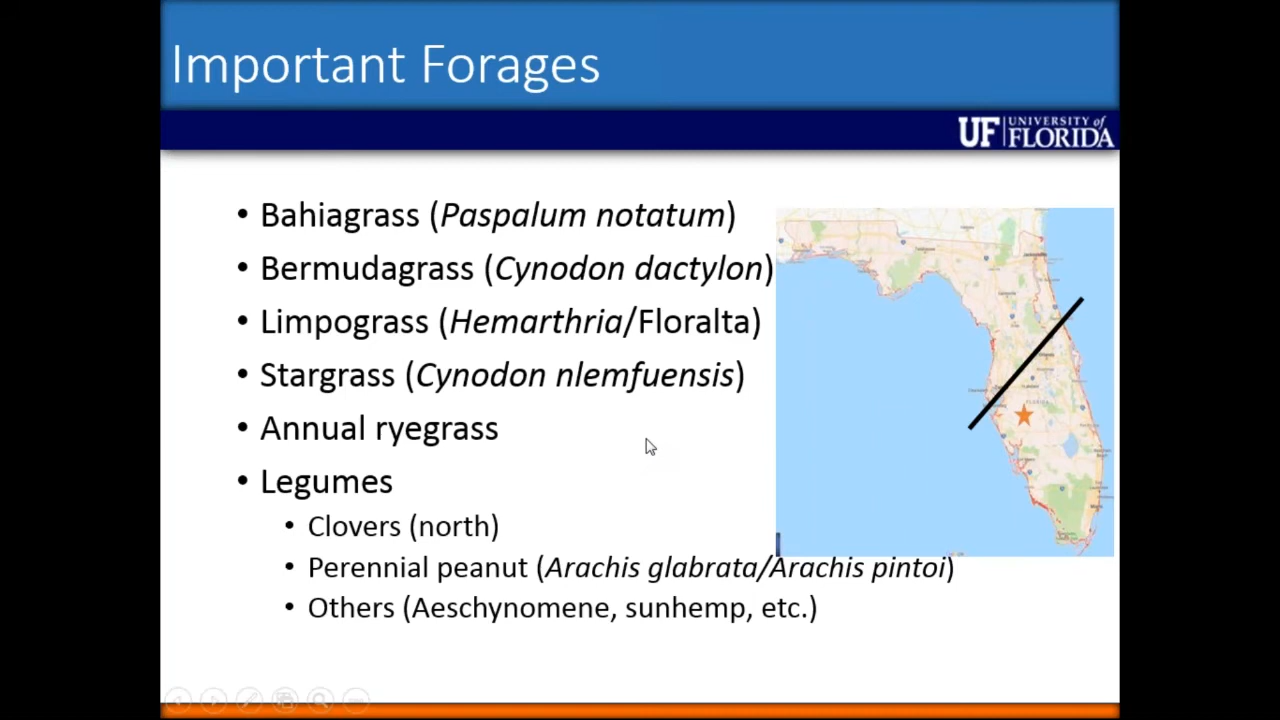 Important Forages
UF UNIVERSITY of FLORIDA
• Bahiagrass (Paspalum notatum)
• Bermudagrass (Cynodon dactylon)
• Limpograss (Hemarthria/Floralta)
• Stargrass (Cynodon nlemfuensis)
• Annual ryegrass
• Legumes
• Clovers (north)
• Perennial peanut (Arachis glabrata/Arachis pintoi)
• Others (Aeschynomene, sunhemp, etc.)
FLORIDA